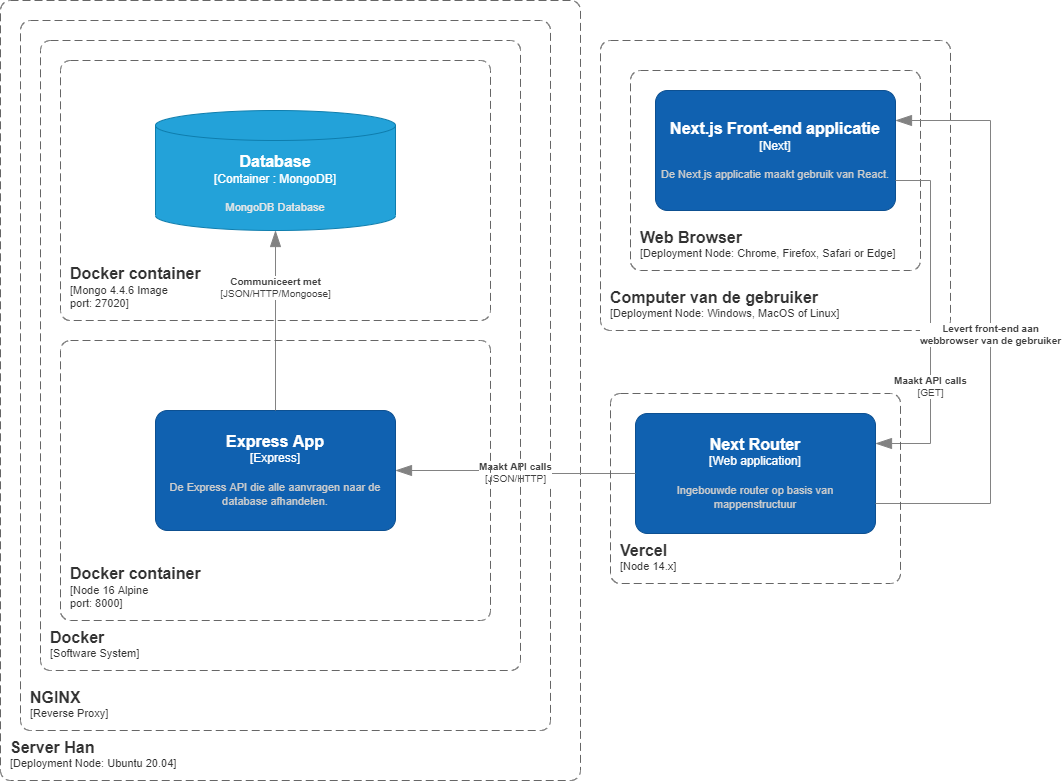 Database
[Container : MongoDB]
MongoDB Database
Docker container
[Mongo 4.4.6 Image
port: 27020]
Communiceert met
[JSON/HTTP/Mongoose]
Express App
[Express]
De Express API die alle aanvragen naar de
database afhandelen.
Docker container
[Node 16 Alpine
port: 8000]
Docker
[Software System]
NGINX
[Reverse Proxy]
Server Han
[Deployment Node: Ubuntu 20.04]
Next.js Front-end applicatie
[Next]
De Next.js applicatie maakt gebruik van React.
Web Browser
[Deployment Node: Chrome, Firefox, Safari or Edge]
Computer van de gebruiker
[Deployment Node: Windows, MacOS of Linux]
Levert front-end aan
webbrowser van de gebruiker
Maakt API calls
[GET]
Maakt API calls
[JSON/HTTP]
Next Router
[Web application]
Ingebouwde router op basis van
mappenstructuur
Vercel
[Node 14.x]